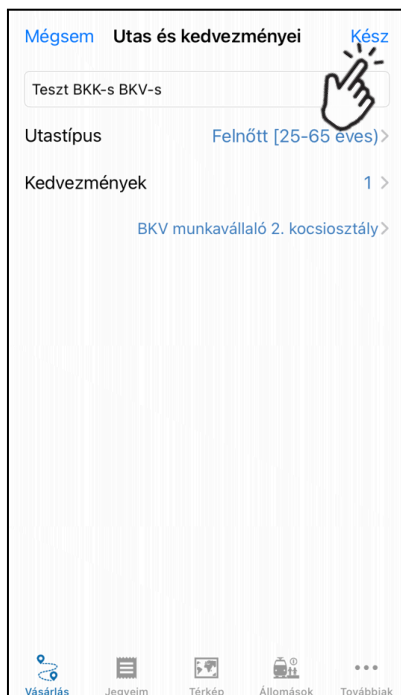 Mégsem Utas és kedvezményei Kész
Teszt BKK-s BKV-s
Utastípus Felnőtt [25-65 éves)
Kedvezmények 1
BKV munkavállaló 2. kocsiosztály
Vásárlás Jegyeim Térkép Állomások Továbbiak